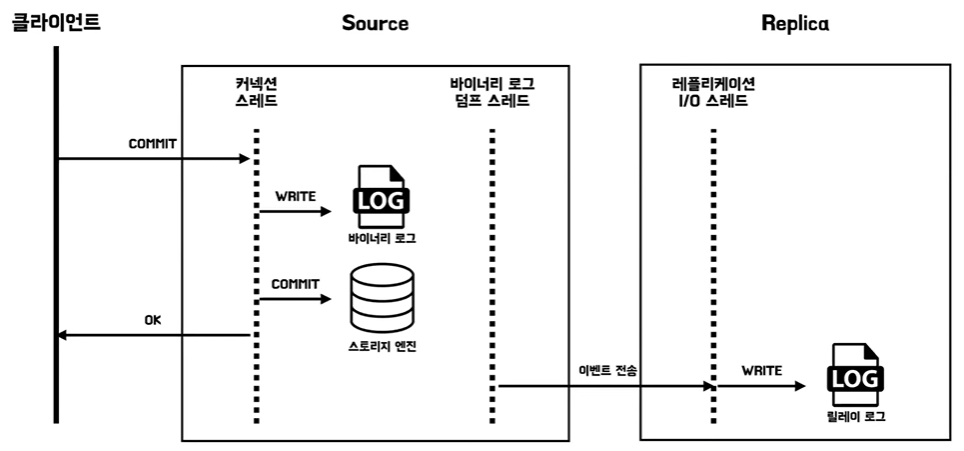 클라이언트
Source
Replica
커넥션
스레드
바이너리 로그
덤프 스레드
레플리케이션
I/O 스레드
COMMIT
WRITE
LOG
바이너리 로그
COMMIT
스토리지 엔진
OK
이벤트 전송
WRITE
LOG
릴레이 로그